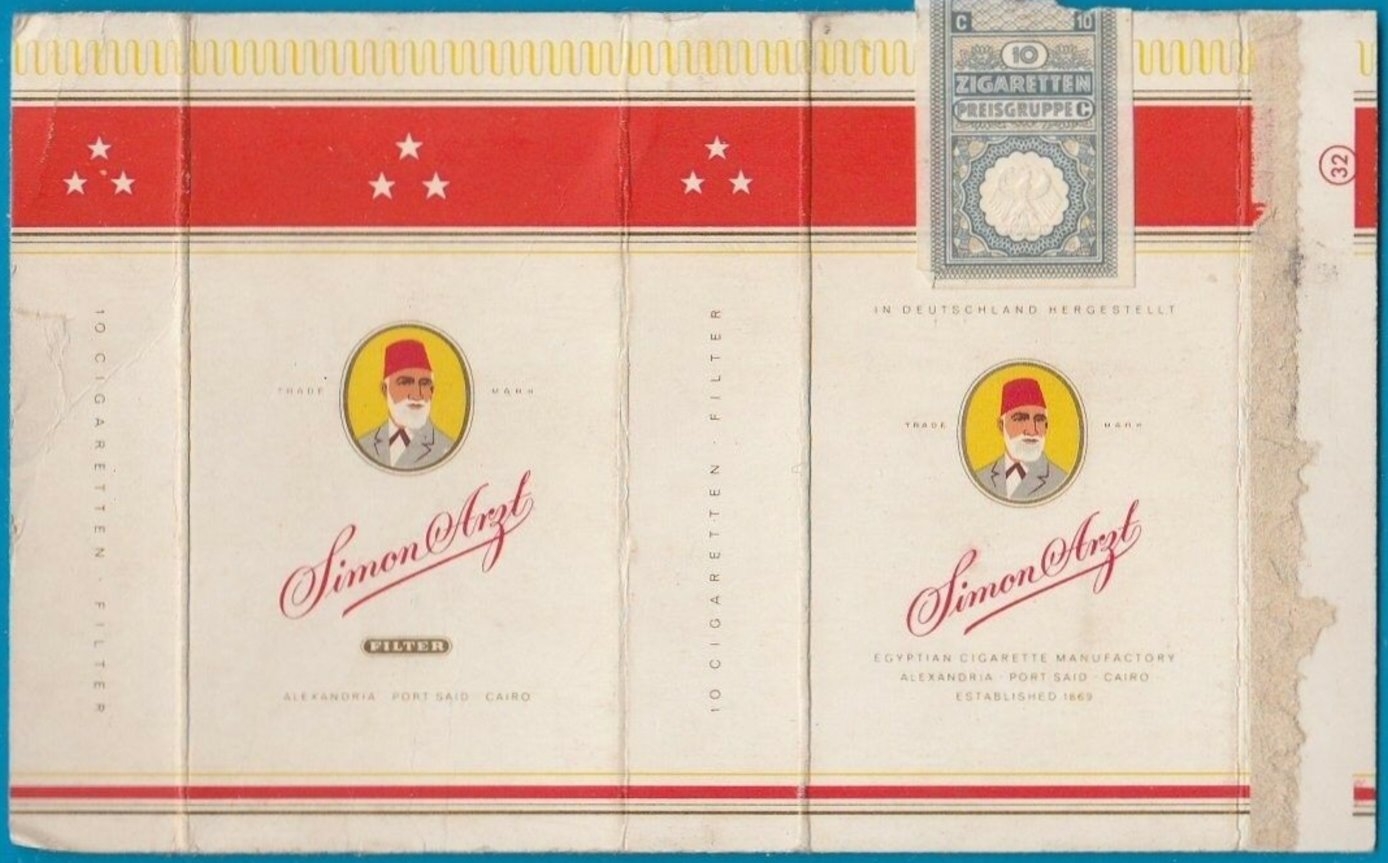 10 CIGARETTEN · FILTER
TRADE MARK
Simon Arzt
FILTER
ALEXANDRIA · PORT SAID · CAIRO
10 CIGARETTEN · FILTER
C 10
10
ZIGARETTEN
PREISGRUPPE C
IN DEUTSCHLAND HERGESTELLT
TRADE MARK
Simon Arzt
EGYPTIAN CIGARETTE MANUFACTORY
ALEXANDRIA · PORT SAID · CAIRO
ESTABLISHED 1869
32